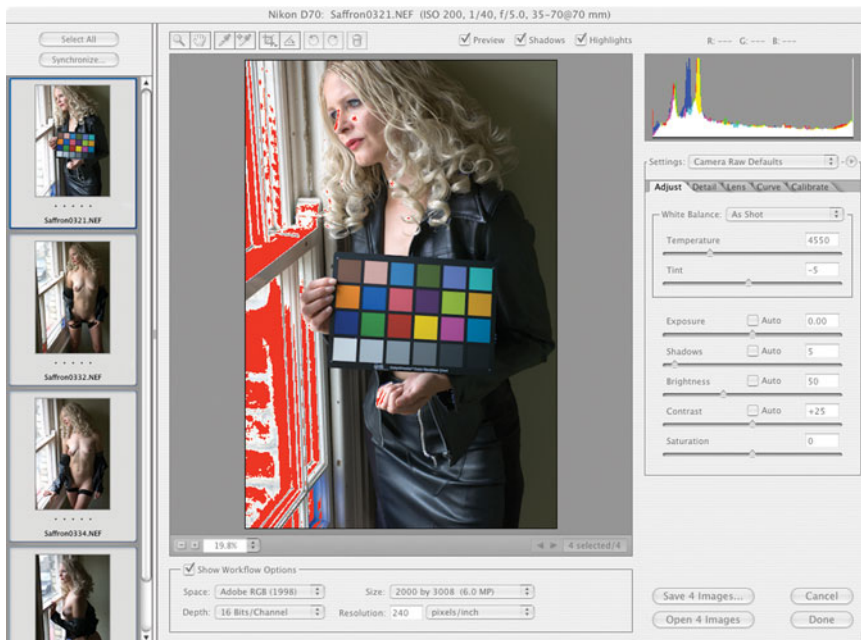 Nikon D70: Saffron0321.NEF (ISO 200, 1/40, f/5.0, 35-70@70 mm)
Select All
Synchronize...
Preview Shadows Highlights
R: --- G: --- B: ---
Saffron0321.NEF
Saffron0332.NEF
Saffron0334.NEF
Settings: Camera Raw Defaults
Adjust Detail Lens Curve Calibrate
White Balance: As Shot
Temperature 4550
Tint -5
Exposure Auto 0.00
Shadows Auto 5
Brightness Auto 50
Contrast Auto +25
Saturation 0
19.8% 4 selected/4
Show Workflow Options
Space: Adobe RGB (1998) Size: 2000 by 3008 (6.0 MP)
Depth: 16 Bits/Channel Resolution: 240 pixels/inch
Save 4 Images... Cancel
Open 4 Images Done